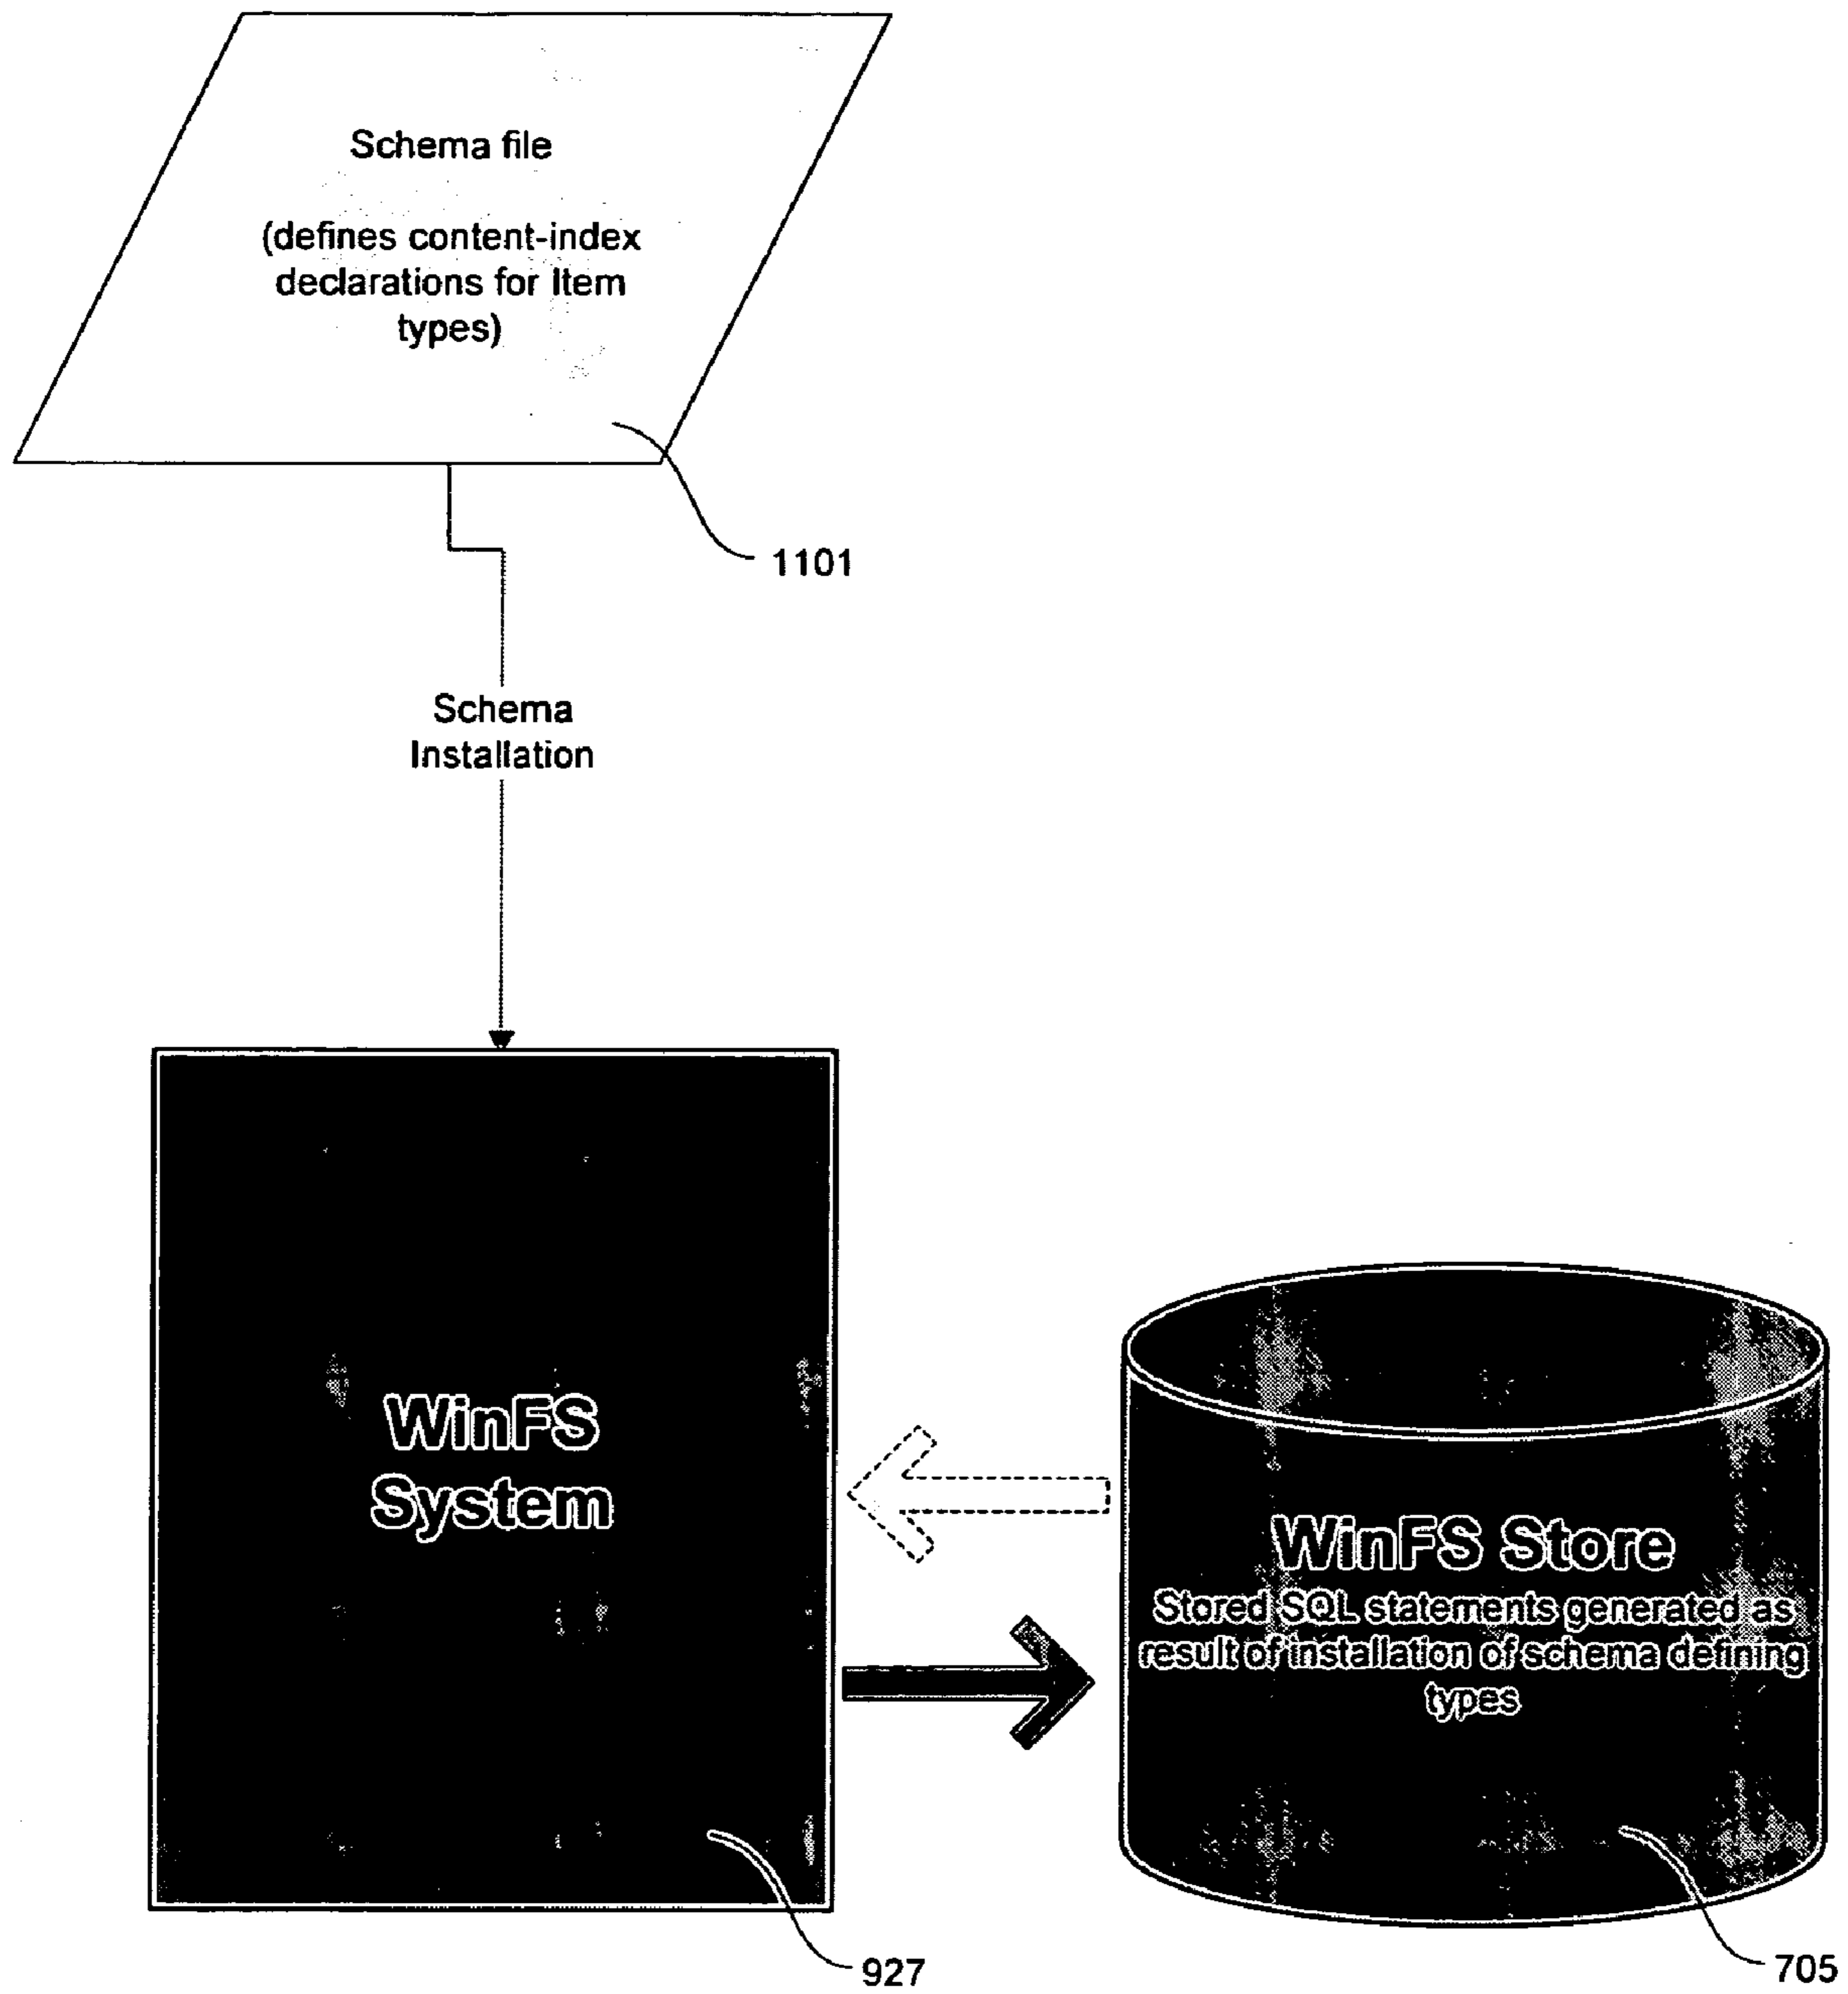 Schema file
(defines content-index
declarations for Item
types)
1101
Schema
Installation
WinFS
System
WinFS Store
Stored SQL statements generated as
result of installation of schema defining
types
927
705